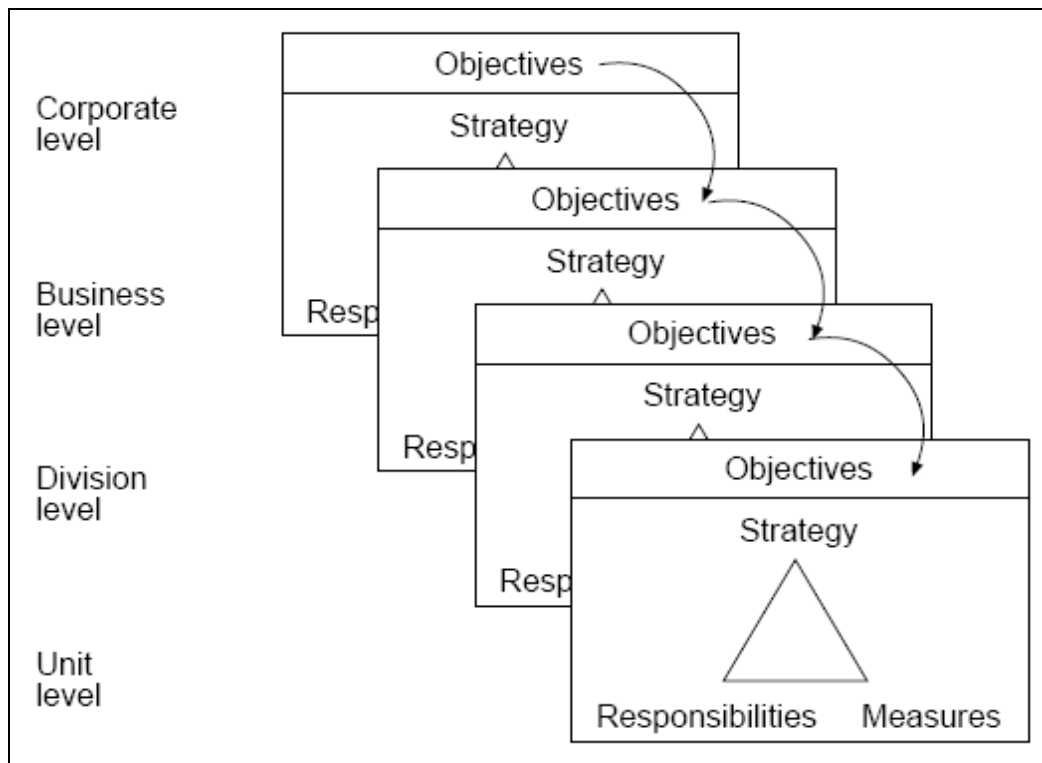 Objectives
Corporate
level
Strategy
Objectives
Strategy
Business
level
Resp
Objectives
Strategy
Resp
Division
level
Objectives
Strategy
Resp
Unit
level
Responsibilities Measures